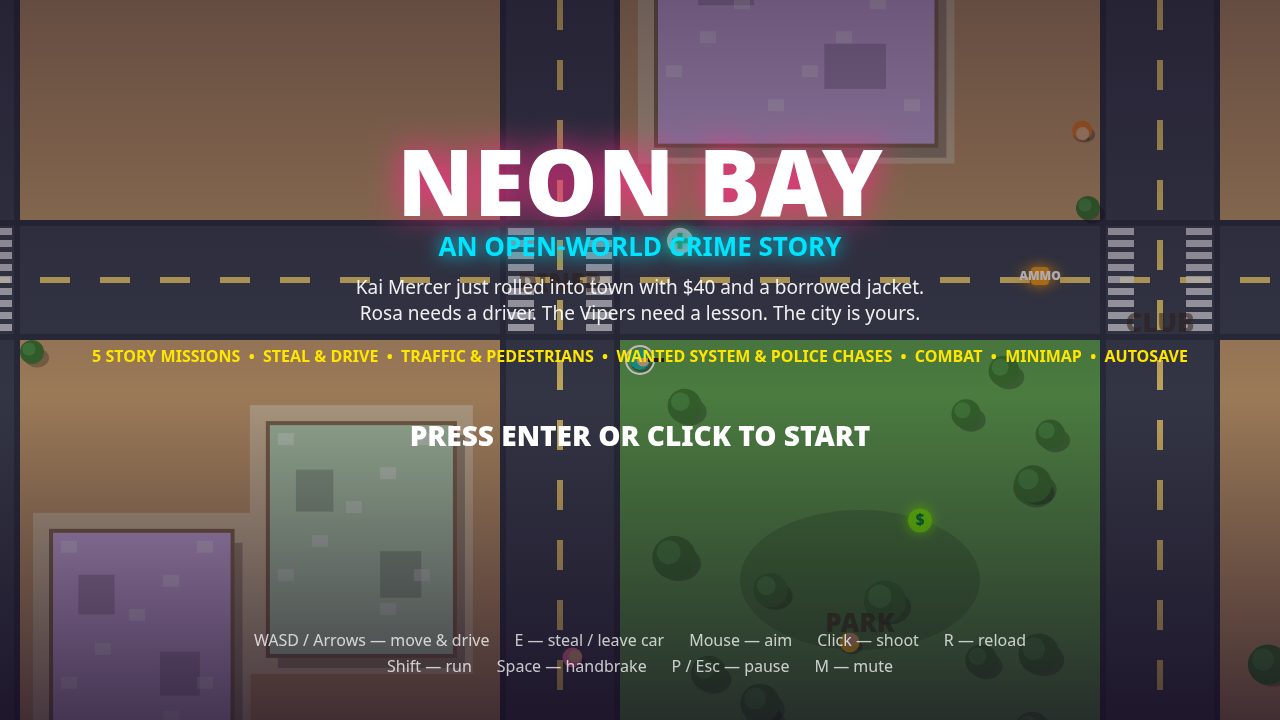 NEON BAY
AN OPEN-WORLD CRIME STORY
AMMO
Kai Mercer just rolled into town with $40 and a borrowed jacket.
Rosa needs a driver. The Vipers need a lesson. The city is yours.
CLUB
5 STORY MISSIONS • STEAL & DRIVE • TRAFFIC & PEDESTRIANS • WANTED SYSTEM & POLICE CHASES • COMBAT • MINIMAP • AUTOSAVE
PRESS ENTER OR CLICK TO START
$
PARK
WASD / Arrows — move & drive E — steal / leave car Mouse — aim Click — shoot R — reload
Shift — run Space — handbrake P / Esc — pause M — mute